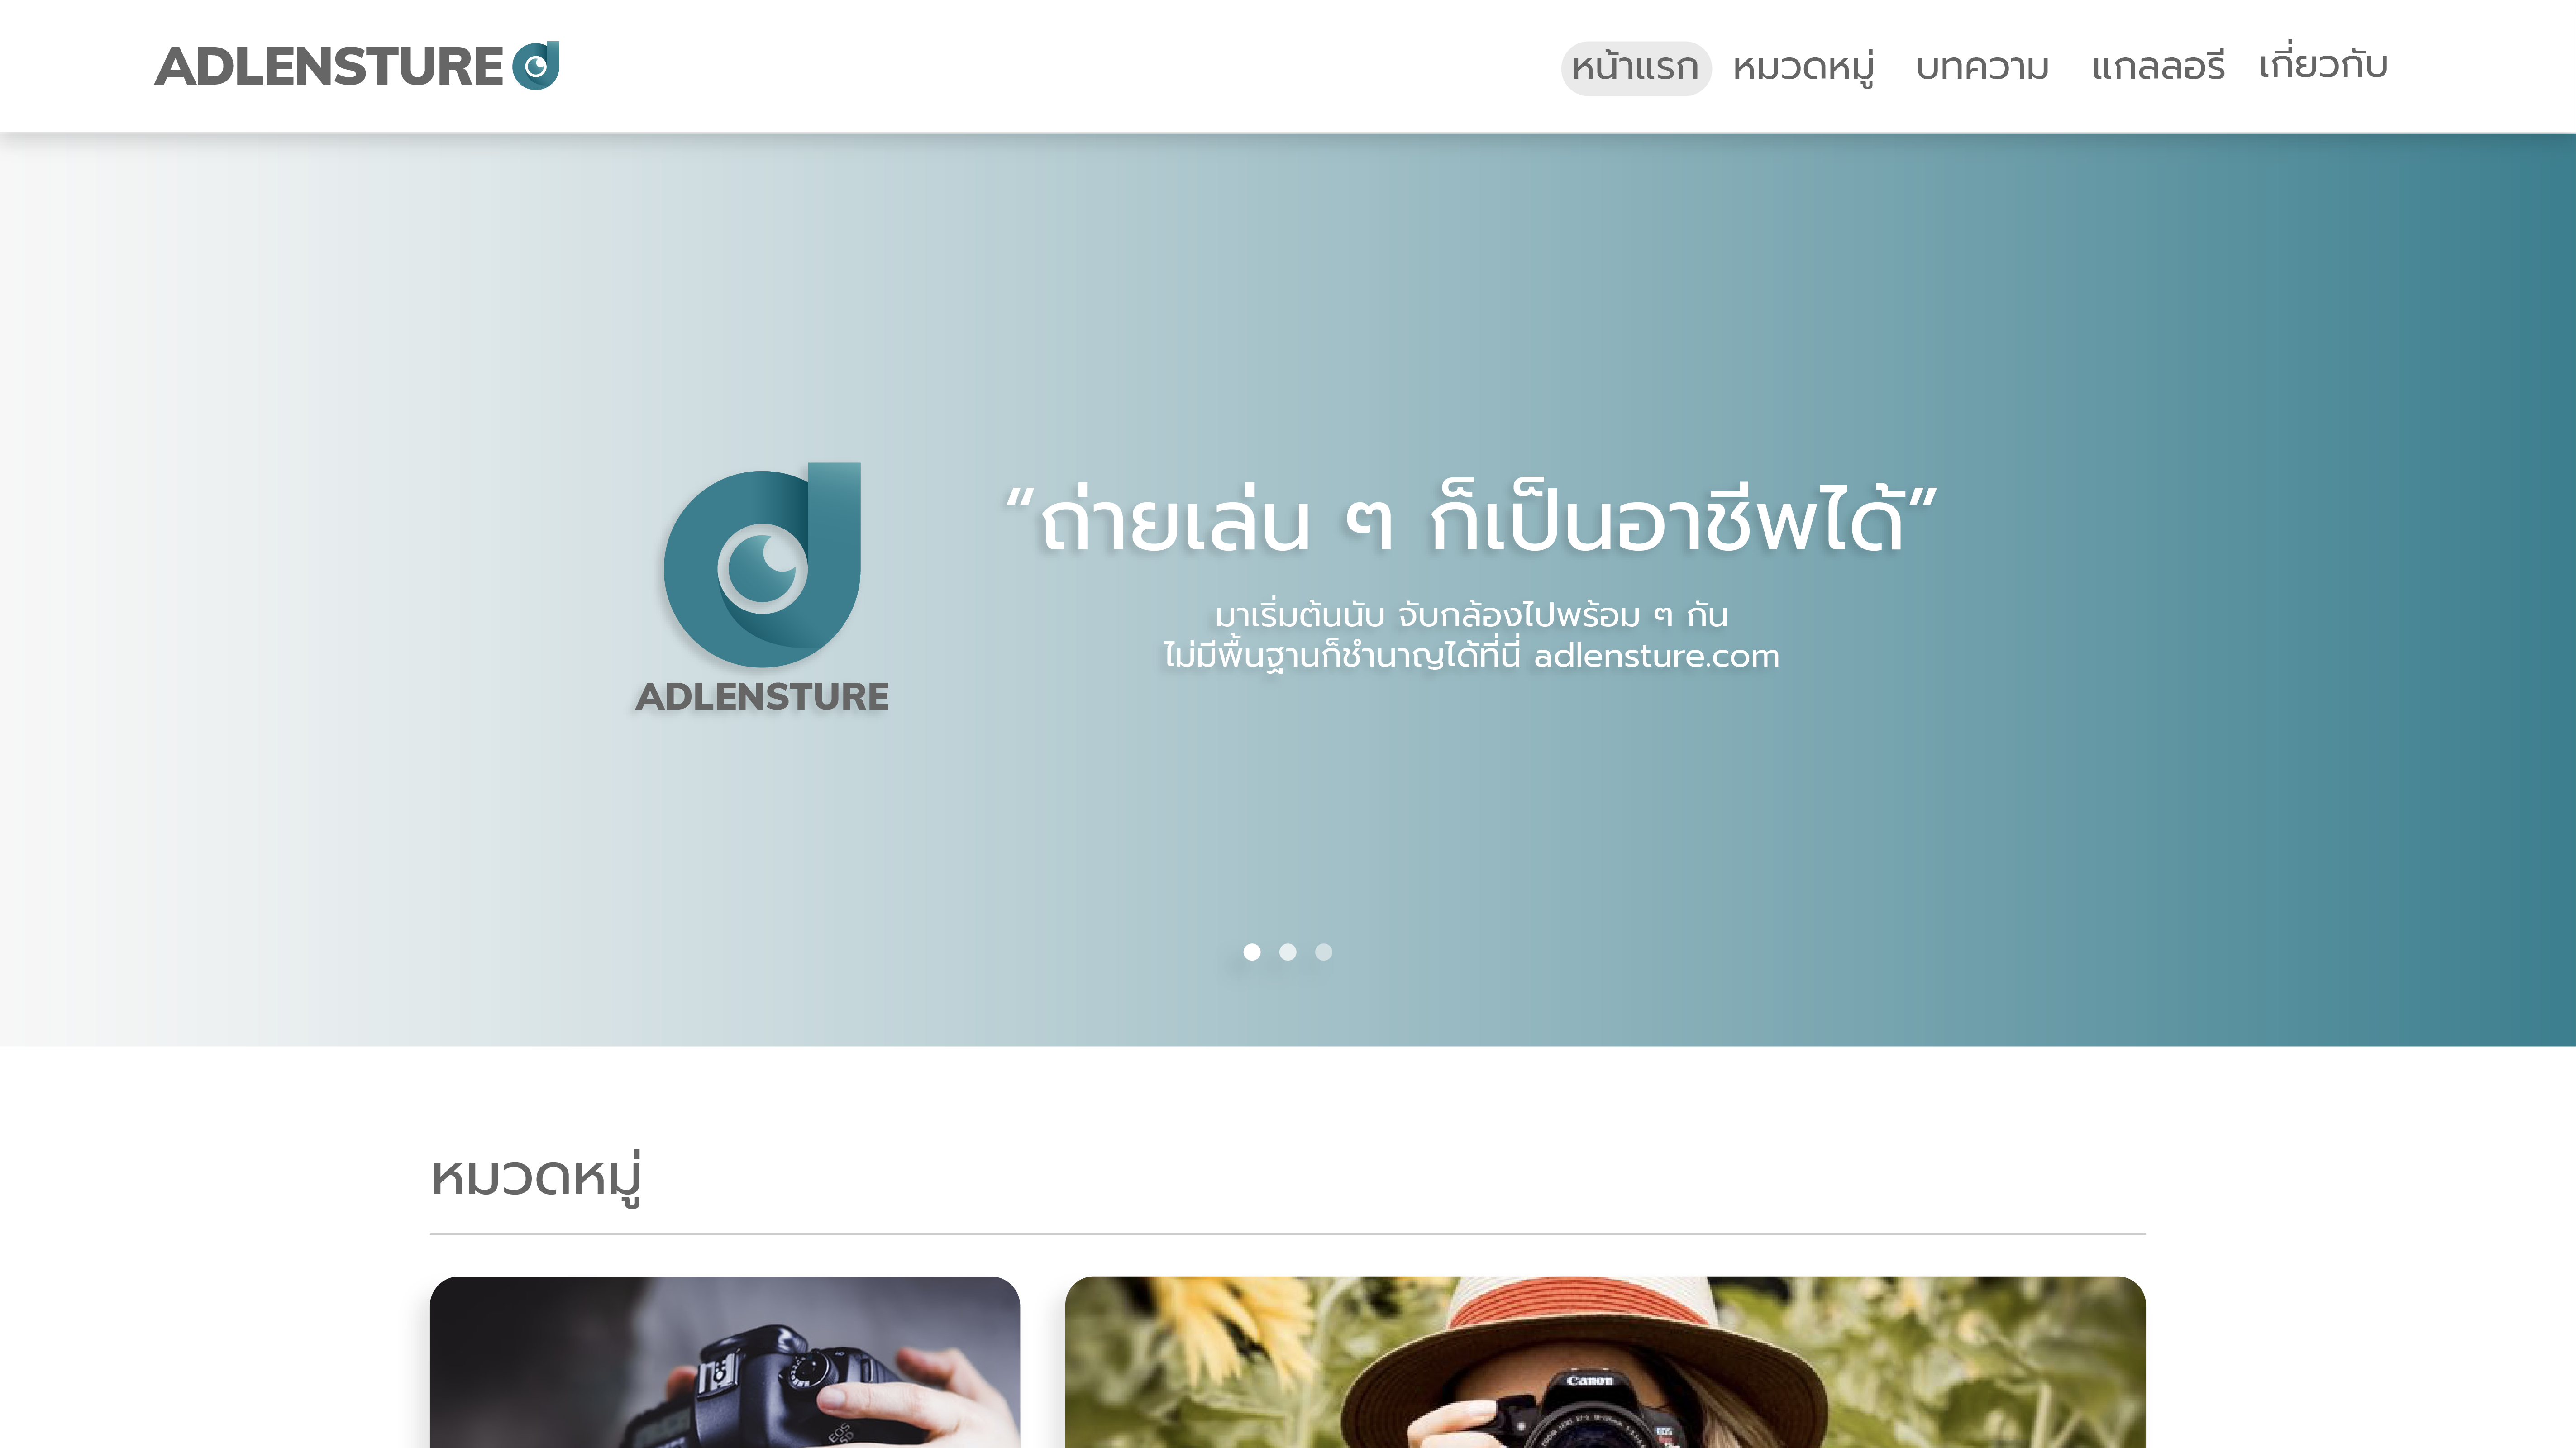 ADLENSTURE
หน้าแรก หมวดหมู่ บทความ แกลลอรี เกี่ยวกับ
“ถ่ายเล่น ๆ ก็เป็นอาชีพได้”
มาเริ่มต้นนับ จับกล้องไปพร้อม ๆ กัน
ไม่มีพื้นฐานก็ชำนาญได้ที่นี่ adlensture.com
ADLENSTURE
หมวดหมู่
Canon
EOS
5D
EOS